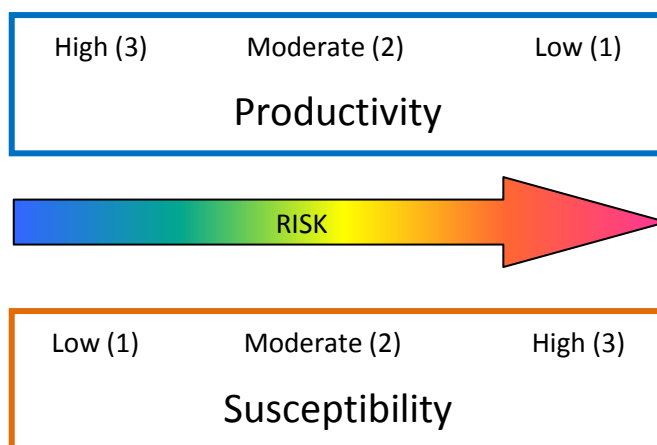 High (3) Moderate (2) Low (1)
Productivity
RISK
Low (1) Moderate (2) High (3)
Susceptibility